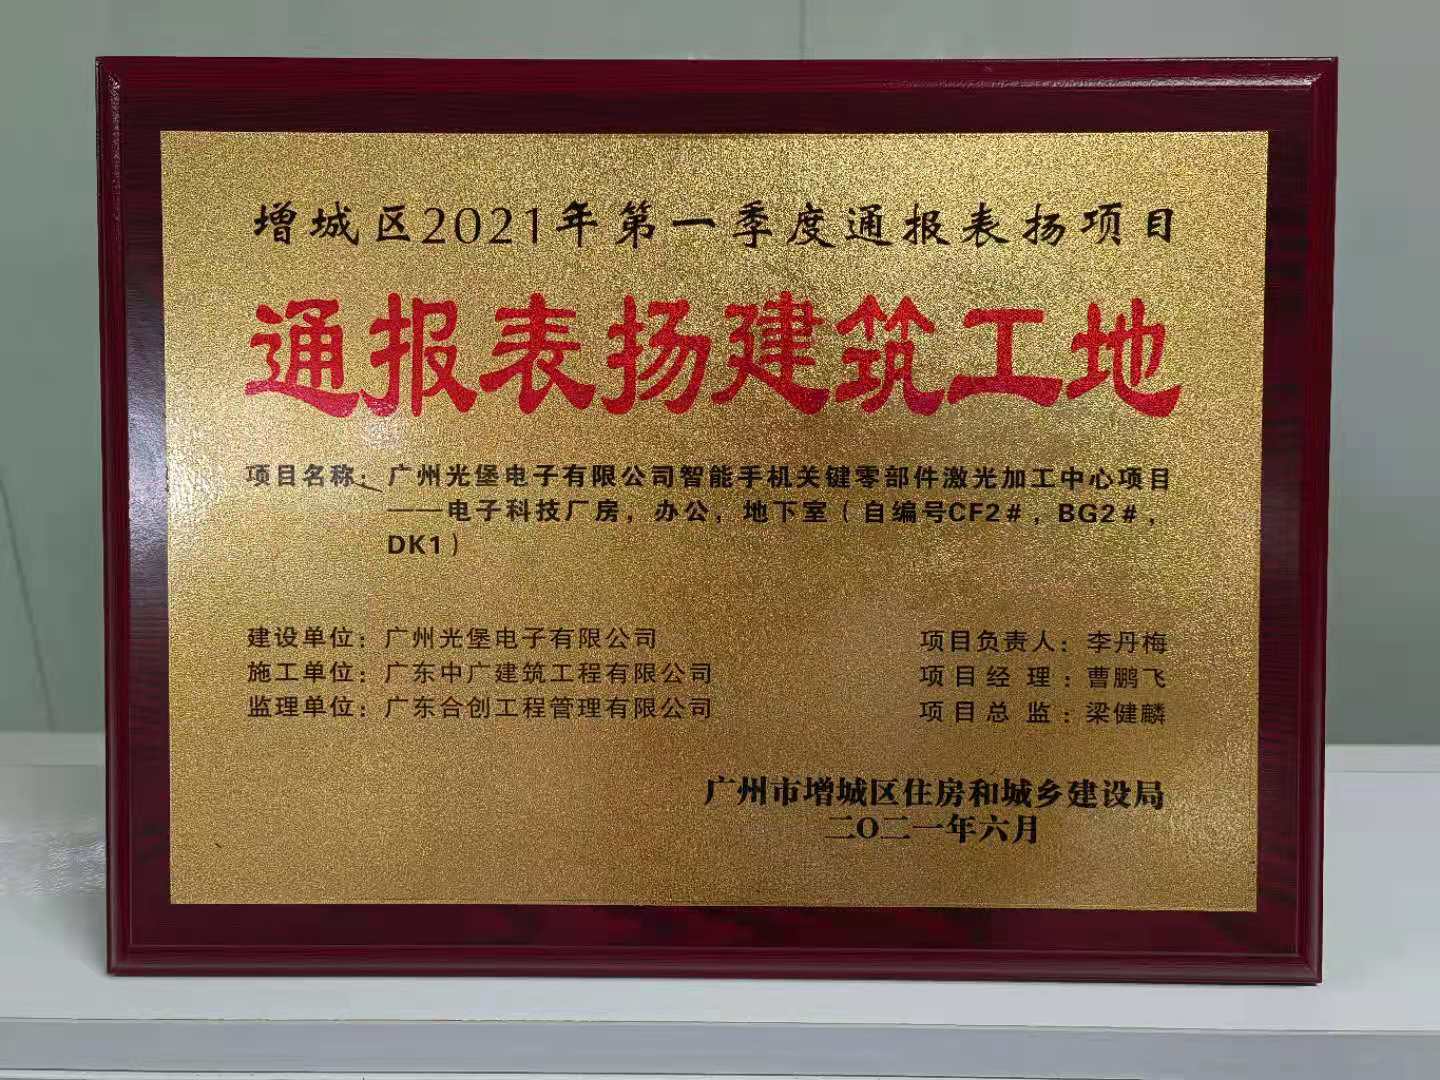 增城区2021年第一季度通报表扬项目
通报表扬建筑工地
项目名称：广州光堡电子有限公司智能手机关键零部件激光加工中心项目
——电子科技厂房，办公，地下室（自编号CF2#，BG2#，
DK1）
建设单位：广州光堡电子有限公司 项目负责人：李丹梅
施工单位：广东中广建筑工程有限公司 项目经理：曹鹏飞
监理单位：广东合创工程管理有限公司 项目总监：梁健麟
广州市增城区住房和城乡建设局
二〇二一年六月